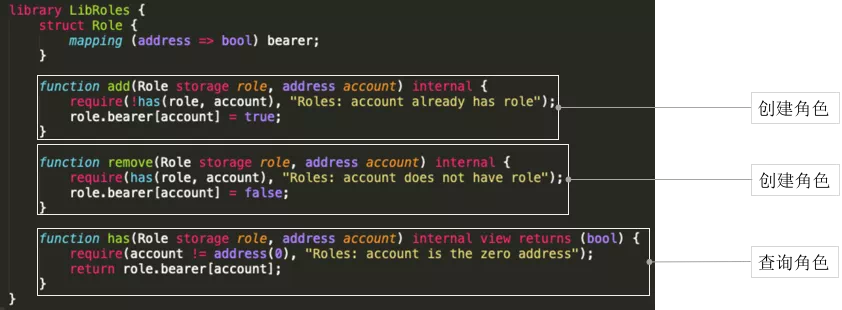 library LibRoles {
struct Role {
mapping (address => bool) bearer;
}
function add(Role storage role, address account) internal {
require(!has(role, account), "Roles: account already has role");
role.bearer[account] = true;
}
创建角色
function remove(Role storage role, address account) internal {
require(has(role, account), "Roles: account does not have role");
role.bearer[account] = false;
}
创建角色
function has(Role storage role, address account) internal view returns (bool) {
require(account != address(0), "Roles: account is the zero address");
return role.bearer[account];
}
查询角色
}